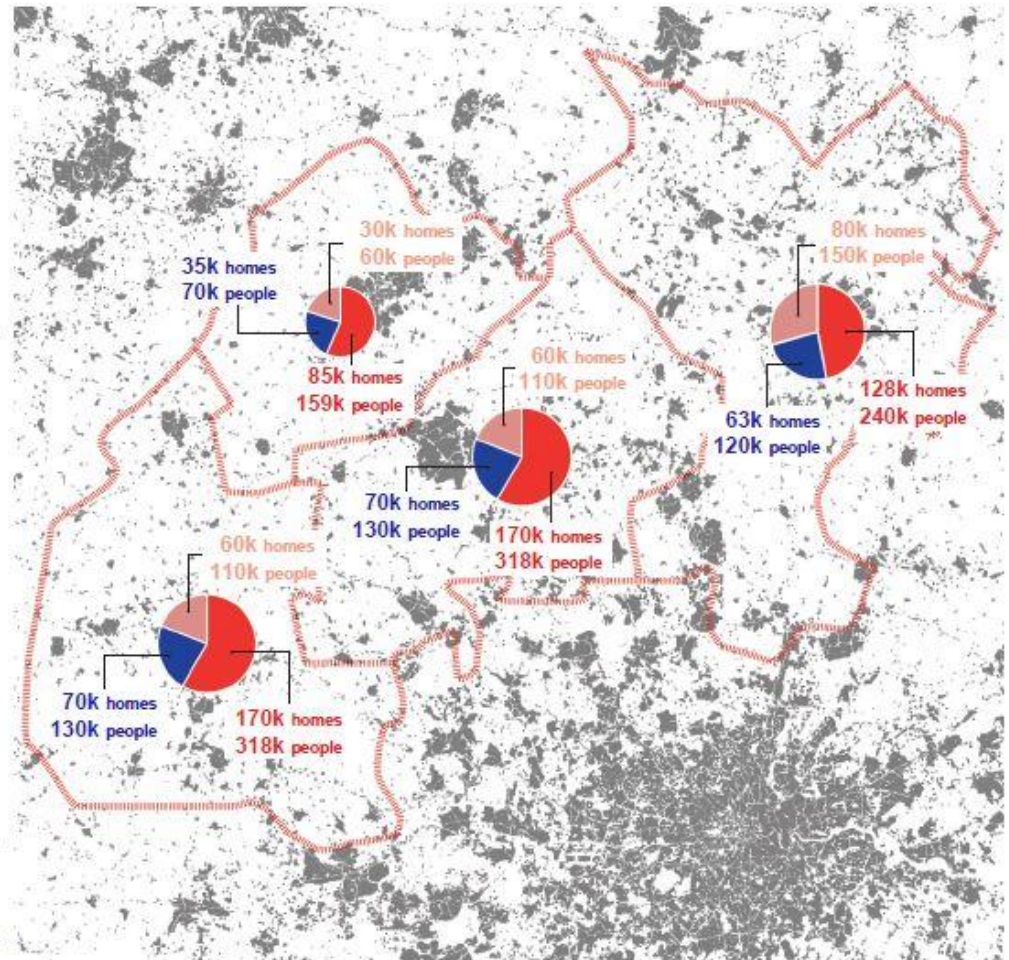 30k homes
60k people
80k homes
150k people
35k homes
70k people
85k homes
159k people
60k homes
110k people
128k homes
240k people
63k homes
120k people
70k homes
130k people
170k homes
318k people
60k homes
110k people
70k homes
130k people
170k homes
318k people